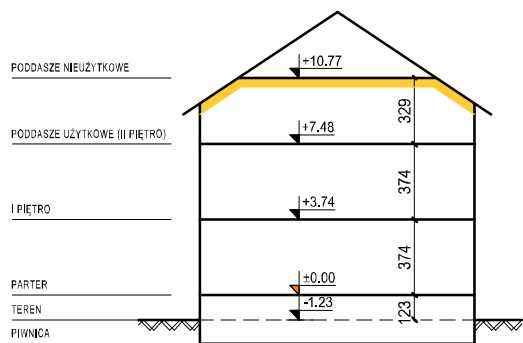 +10.77
PODDASZE NIEUŻYTKOWE
329
+7.48
PODDASZE UŻYTKOWE (II PIĘTRO)
374
+3.74
I PIĘTRO
374
±0.00
PARTER
-1.23
123
TEREN
PIWNICA